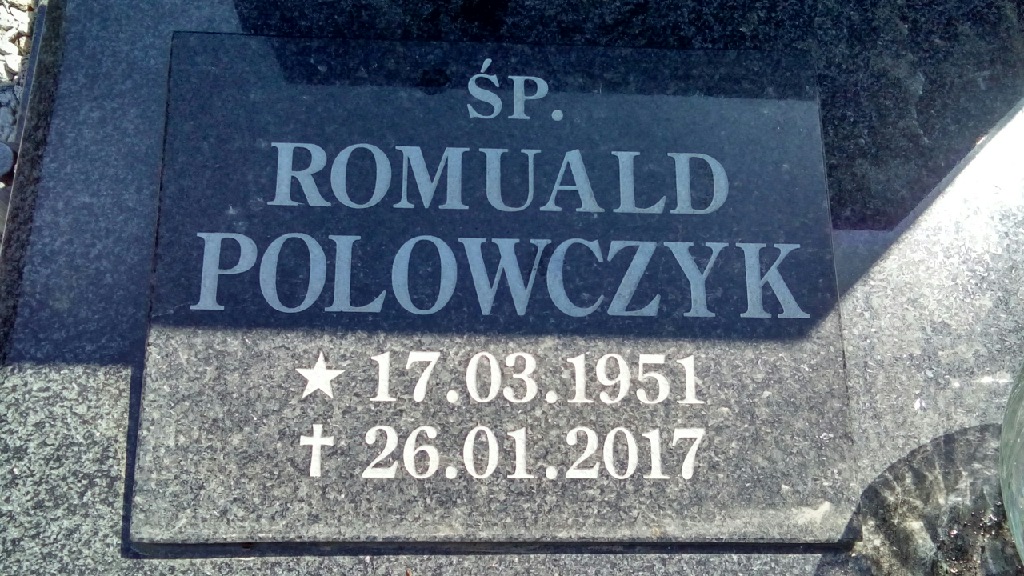 ŚP.
ROMUALD
POLOWCZYK
★ 17.03.1951
✝ 26.01.2017